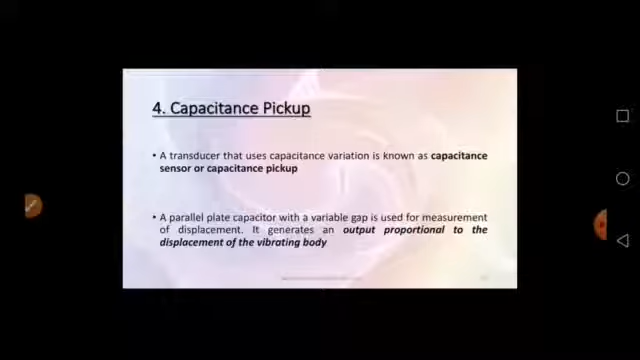 4. Capacitance Pickup
• A transducer that uses capacitance variation is known as capacitance
sensor or capacitance pickup
• A parallel plate capacitor with a variable gap is used for measurement
of displacement. It generates an output proportional to the
displacement of the vibrating body